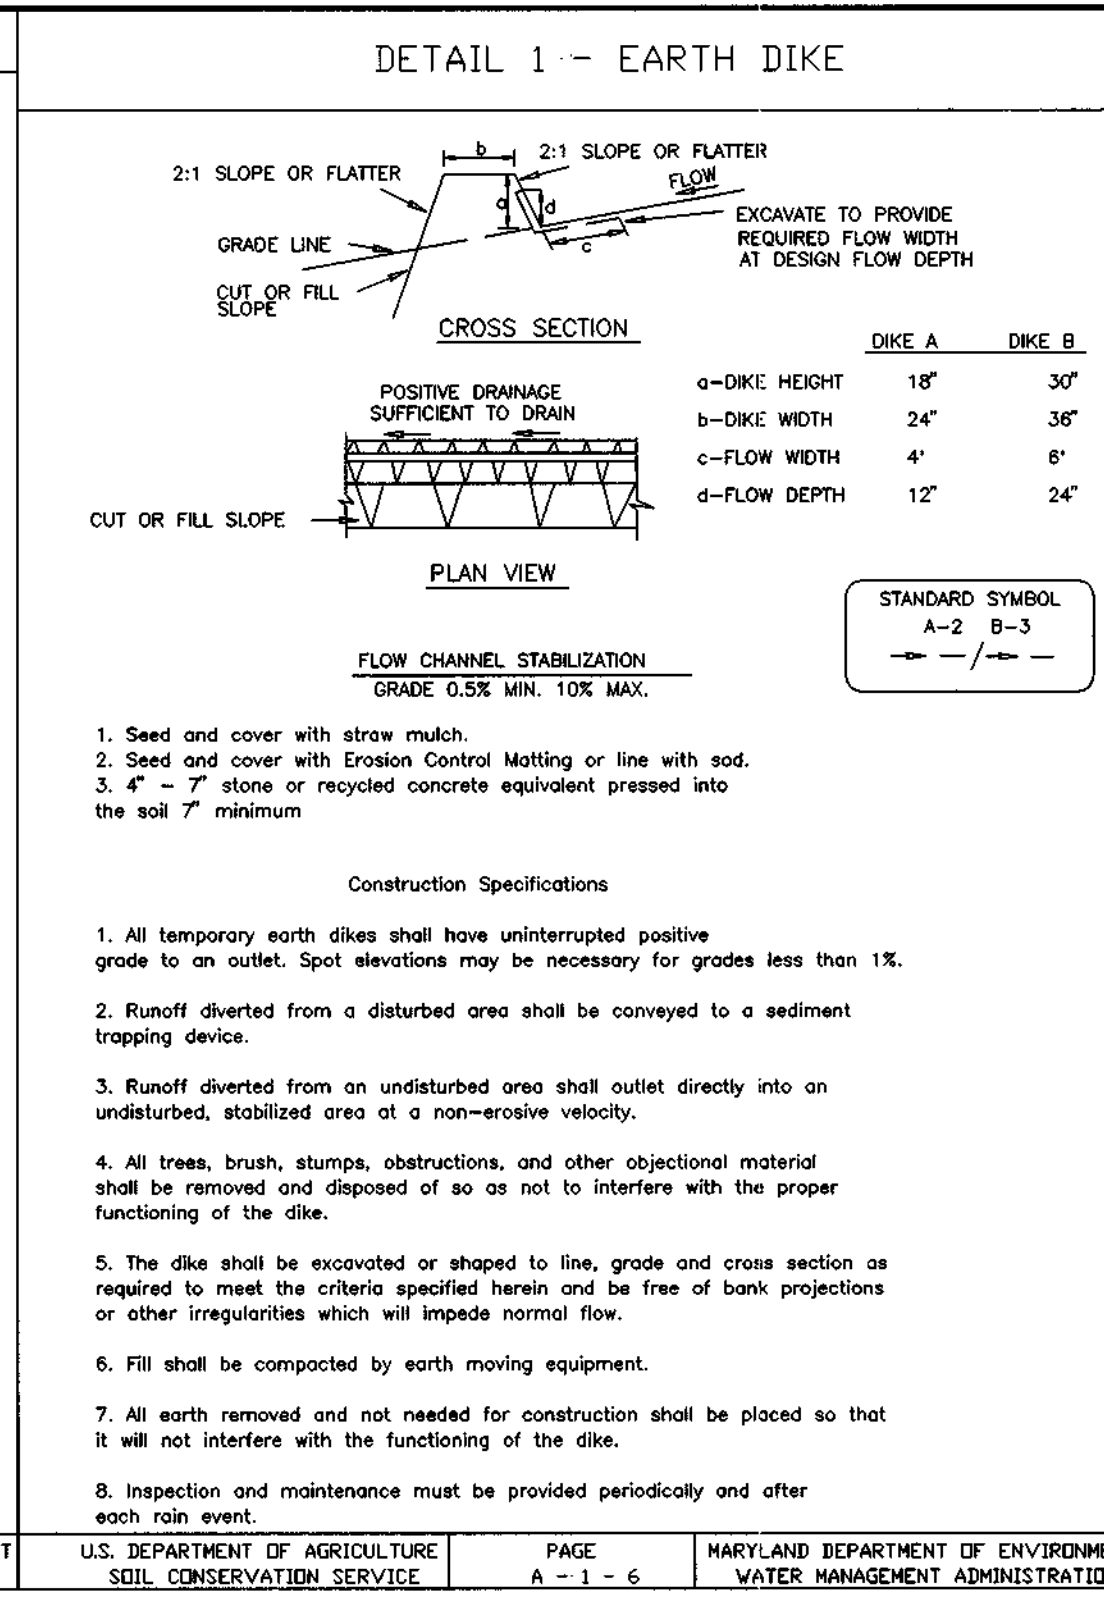 DETAIL 1 - EARTH DIKE
b
2:1 SLOPE OR FLATTER
2:1 SLOPE OR FLATTER
FLOW
a
d
EXCAVATE TO PROVIDE
REQUIRED FLOW WIDTH
AT DESIGN FLOW DEPTH
GRADE LINE
c
CUT OR FILL
SLOPE
CROSS SECTION
DIKE A DIKE B
a-DIKE HEIGHT 18" 30"
b-DIKE WIDTH 24" 36"
c-FLOW WIDTH 4' 6'
d-FLOW DEPTH 12" 24"
POSITIVE DRAINAGE
SUFFICIENT TO DRAIN
CUT OR FILL SLOPE
PLAN VIEW
STANDARD SYMBOL
A-2 B-3
/
FLOW CHANNEL STABILIZATION
GRADE 0.5% MIN. 10% MAX.
1. Seed and cover with straw mulch.
2. Seed and cover with Erosion Control Matting or line with sod.
3. 4" - 7" stone or recycled concrete equivalent pressed into
the soil 7" minimum
Construction Specifications
1. All temporary earth dikes shall have uninterrupted positive
grade to an outlet. Spot elevations may be necessary for grades less than 1%.
2. Runoff diverted from a disturbed area shall be conveyed to a sediment
trapping device.
3. Runoff diverted from an undisturbed area shall outlet directly into an
undisturbed, stabilized area at a non-erosive velocity.
4. All trees, brush, stumps, obstructions, and other objectional material
shall be removed and disposed of so as not to interfere with the proper
functioning of the dike.
5. The dike shall be excavated or shaped to line, grade and cross section as
required to meet the criteria specified herein and be free of bank projections
or other irregularities which will impede normal flow.
6. Fill shall be compacted by earth moving equipment.
7. All earth removed and not needed for construction shall be placed so that
it will not interfere with the functioning of the dike.
8. Inspection and maintenance must be provided periodically and after
each rain event.
T
U.S. DEPARTMENT OF AGRICULTURE
SOIL CONSERVATION SERVICE
PAGE
A - 1 - 6
MARYLAND DEPARTMENT OF ENVIRONME
WATER MANAGEMENT ADMINISTRATIO